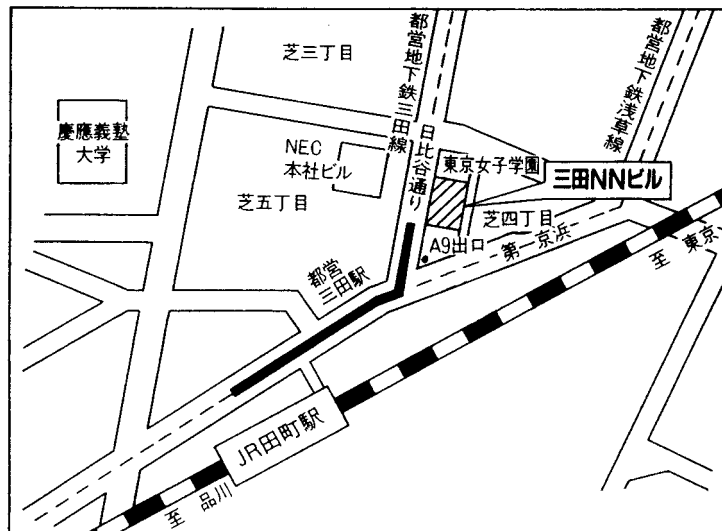 都営地下鉄三田線
都営地下鉄浅草線
芝三丁目
慶應義塾
大学
NEC
本社ビル
日比谷通り
東京女子学園
三田NNビル
芝五丁目
芝四丁目
A9出口
第一京浜
至 東京
都営
三田駅
JR田町駅
至 品川